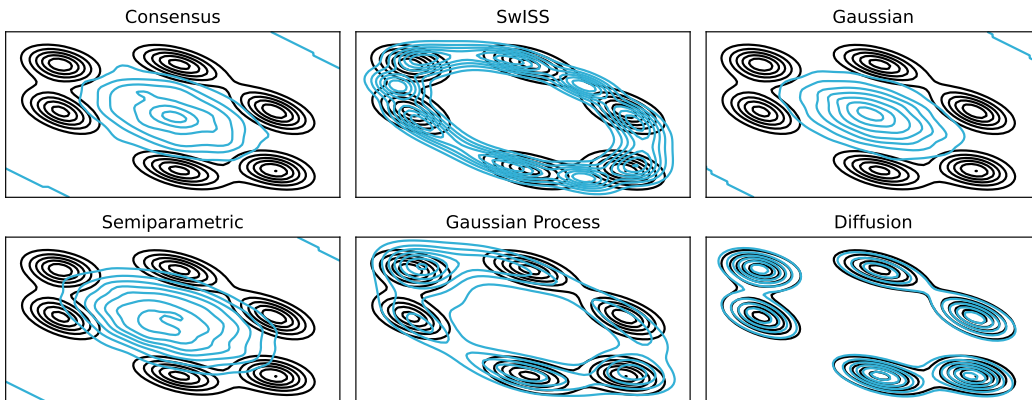 Consensus
SwISS
Gaussian
Semiparametric
Gaussian Process
Diffusion